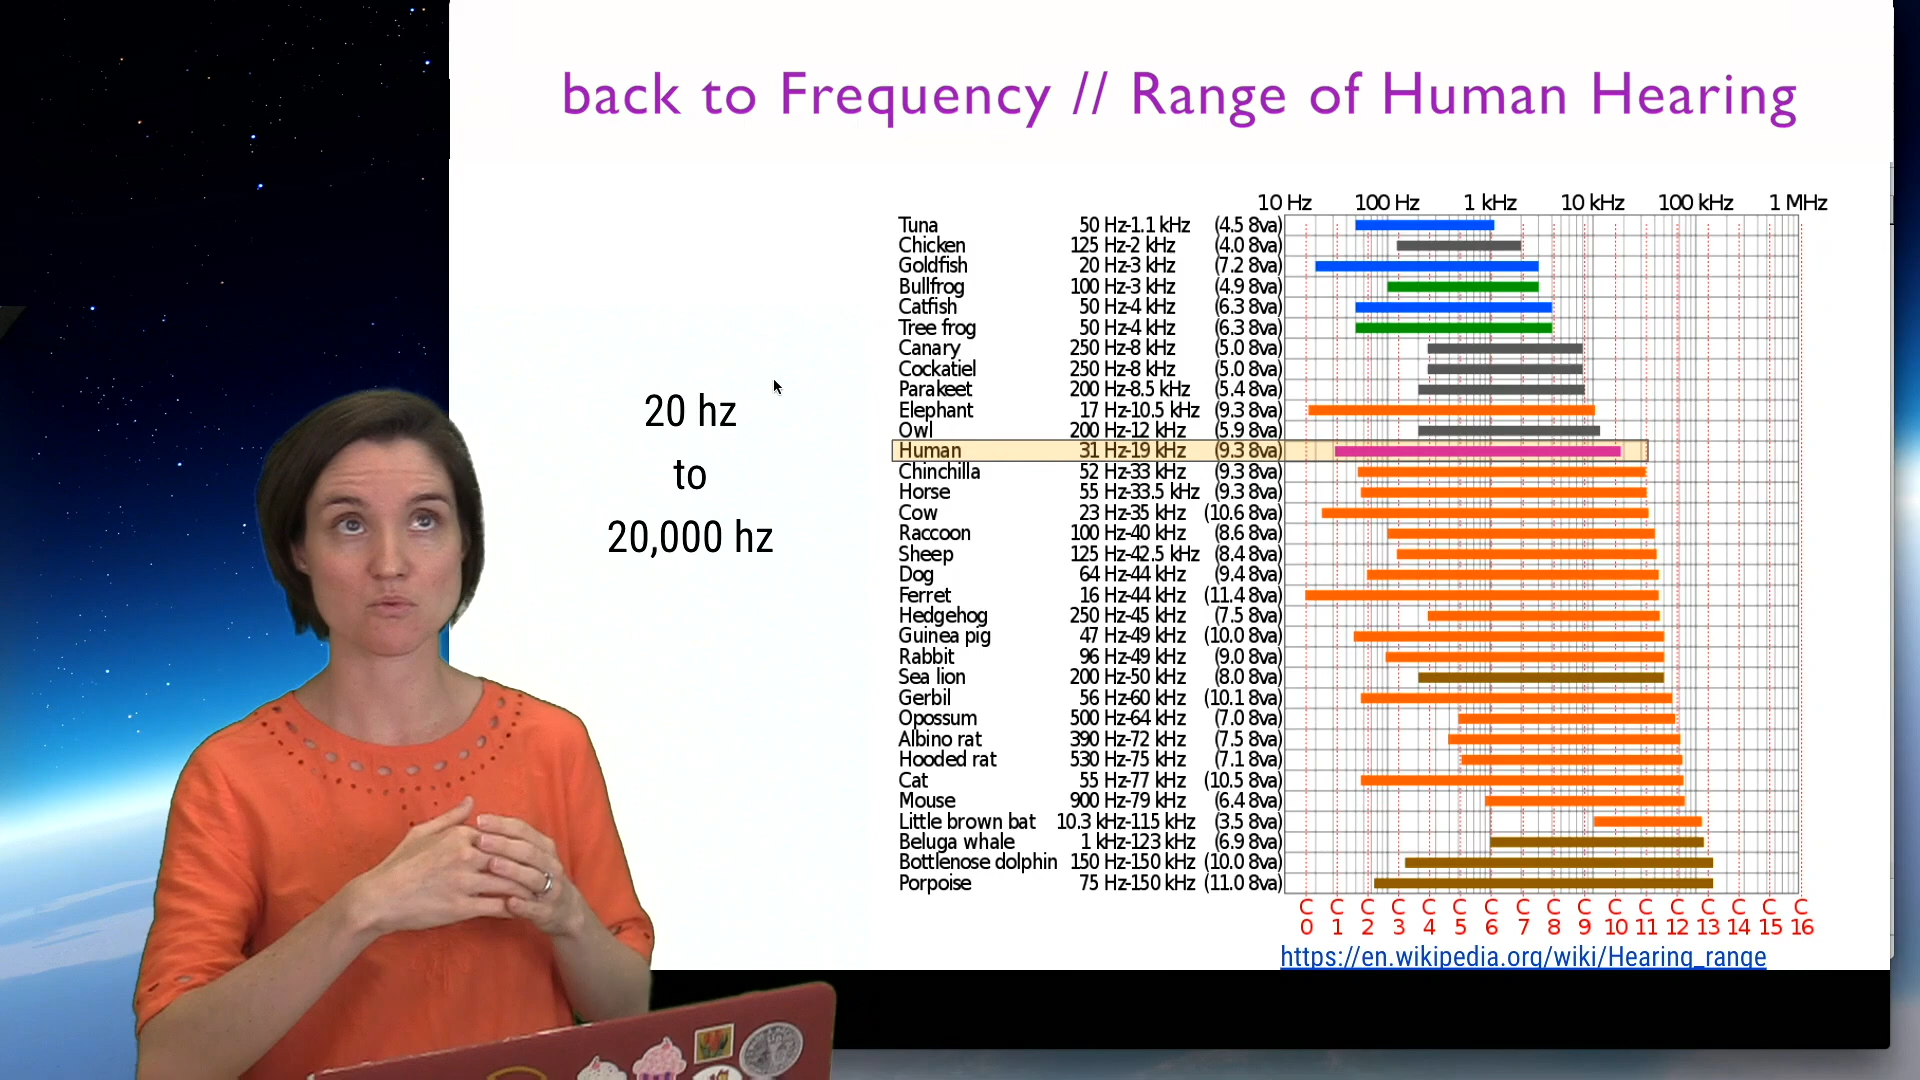 back to Frequency // Range of Human Hearing
20 hz
to
20,000 hz
10 Hz 100 Hz 1 kHz 10 kHz 100 kHz 1 MHz
Tuna 50 Hz-1.1 kHz (4.5 8va)
Chicken 125 Hz-2 kHz (4.0 8va)
Goldfish 20 Hz-3 kHz (7.2 8va)
Bullfrog 100 Hz-3 kHz (4.9 8va)
Catfish 50 Hz-4 kHz (6.3 8va)
Tree frog 50 Hz-4 kHz (6.3 8va)
Canary 250 Hz-8 kHz (5.0 8va)
Cockatiel 250 Hz-8 kHz (5.0 8va)
Parakeet 200 Hz-8.5 kHz (5.4 8va)
Elephant 17 Hz-10.5 kHz (9.3 8va)
Owl 200 Hz-12 kHz (5.9 8va)
Human 31 Hz-19 kHz (9.3 8va)
Chinchilla 52 Hz-33 kHz (9.3 8va)
Horse 55 Hz-33.5 kHz (9.3 8va)
Cow 23 Hz-35 kHz (10.6 8va)
Raccoon 100 Hz-40 kHz (8.6 8va)
Sheep 125 Hz-42.5 kHz (8.4 8va)
Dog 64 Hz-44 kHz (9.4 8va)
Ferret 16 Hz-44 kHz (11.4 8va)
Hedgehog 250 Hz-45 kHz (7.5 8va)
Guinea pig 47 Hz-49 kHz (10.0 8va)
Rabbit 96 Hz-49 kHz (9.0 8va)
Sea lion 200 Hz-50 kHz (8.0 8va)
Gerbil 56 Hz-60 kHz (10.1 8va)
Opossum 500 Hz-64 kHz (7.0 8va)
Albino rat 390 Hz-72 kHz (7.5 8va)
Hooded rat 530 Hz-75 kHz (7.1 8va)
Cat 55 Hz-77 kHz (10.5 8va)
Mouse 900 Hz-79 kHz (6.4 8va)
Little brown bat 10.3 kHz-115 kHz (3.5 8va)
Beluga whale 1 kHz-123 kHz (6.9 8va)
Bottlenose dolphin 150 Hz-150 kHz (10.0 8va)
Porpoise 75 Hz-150 kHz (11.0 8va)
C C C C C C C C C C C C C C C C C
0 1 2 3 4 5 6 7 8 9 10 11 12 13 14 15 16
https://en.wikipedia.org/wiki/Hearing_range